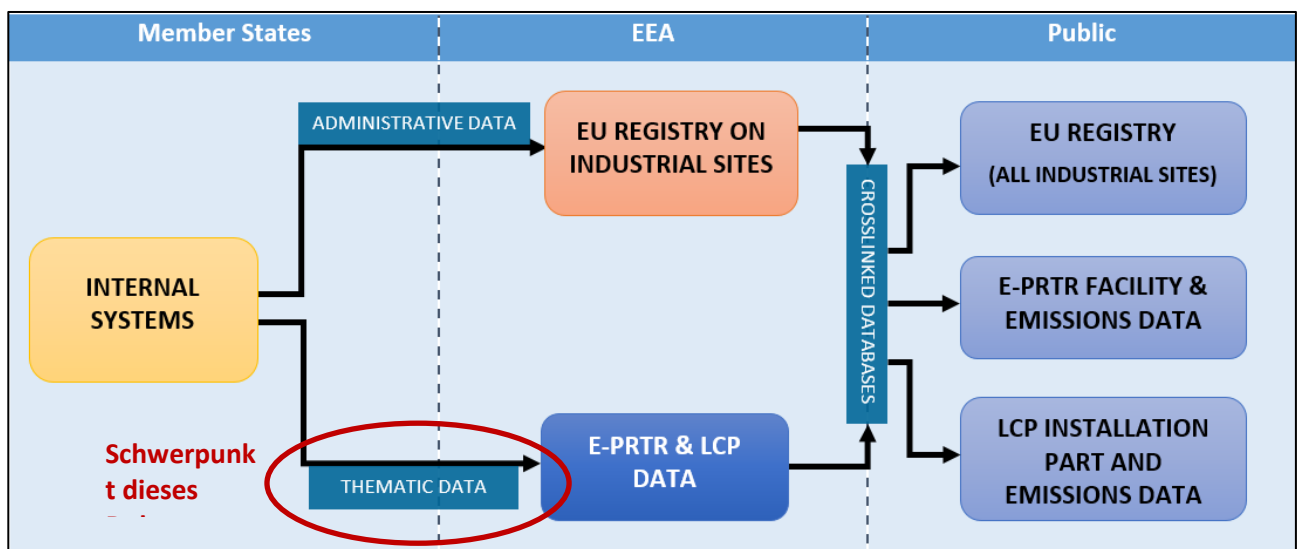 Member States
EEA
Public
ADMINISTRATIVE DATA
EU REGISTRY ON
INDUSTRIAL SITES
EU REGISTRY
(ALL INDUSTRIAL SITES)
CROSSLINKED DATABASES
INTERNAL
SYSTEMS
E-PRTR FACILITY &
EMISSIONS DATA
Schwerpunk
t dieses
THEMATIC DATA
E-PRTR & LCP
DATA
LCP INSTALLATION
PART AND
EMISSIONS DATA